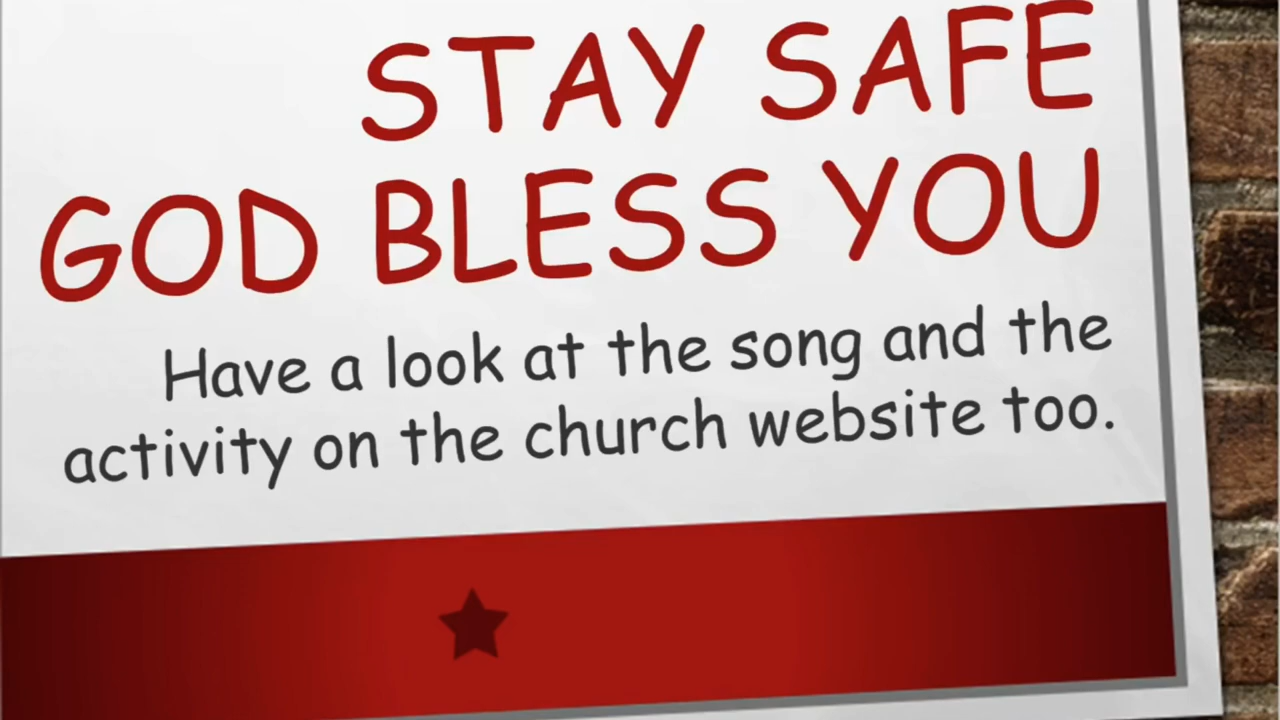 STAY SAFE
GOD BLESS YOU
Have a look at the song and the
activity on the church website too.